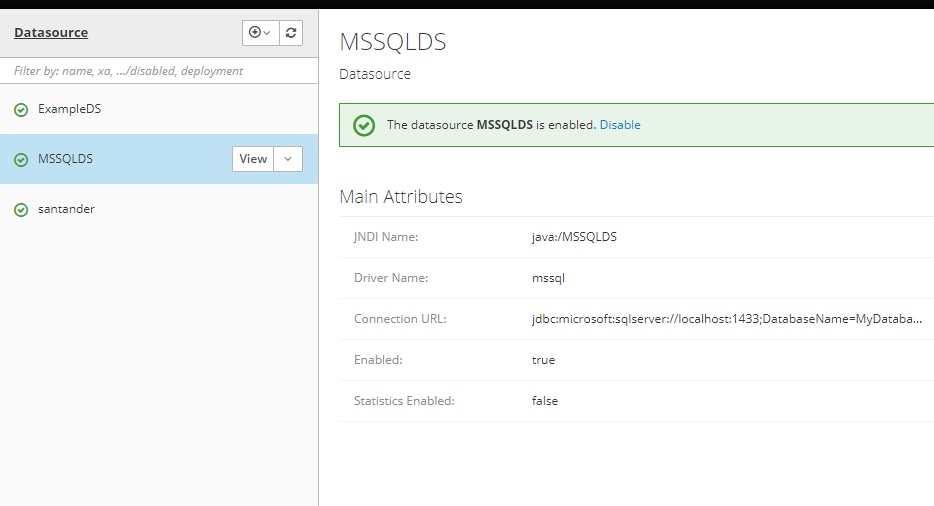 Datasource
Filter by: name, xa, .../disabled, deployment
ExampleDS
MSSQLDS
View
santander
MSSQLDS
Datasource
The datasource MSSQLDS is enabled. Disable
Main Attributes
JNDI Name: java:/MSSQLDS
Driver Name: mssql
Connection URL: jdbc:microsoft:sqlserver://localhost:1433;DatabaseName=MyDataba...
Enabled: true
Statistics Enabled: false